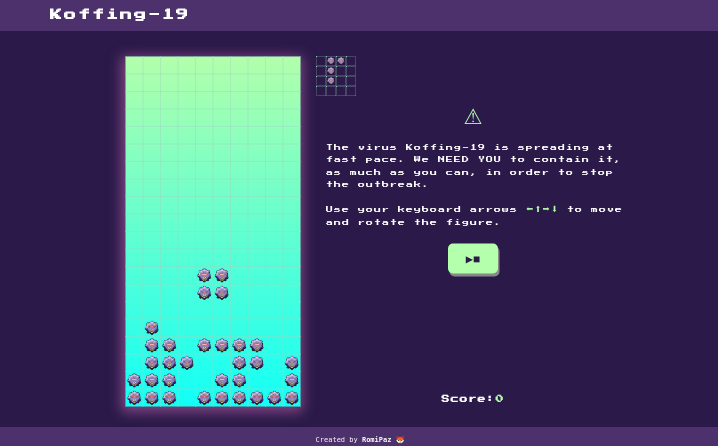 Koffing-19
⚠
The virus Koffing-19 is spreading at
fast pace. We NEED YOU to contain it,
as much as you can, in order to stop
the outbreak.
Use your keyboard arrows ←↑→↓ to move
and rotate the figure.
▶■
Score:0
Created by RomiPaz